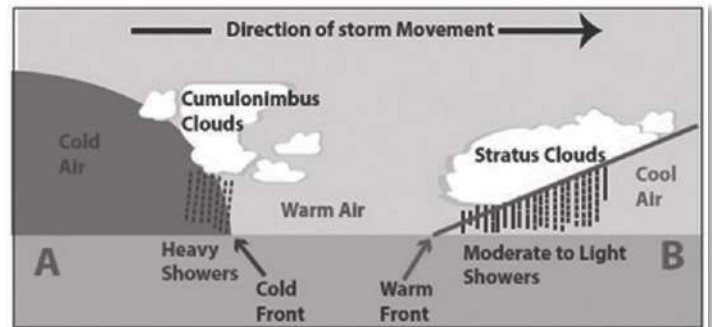 Direction of storm Movement
Cumulonimbus
Clouds
Cold
Air
Stratus Clouds
Cool
Air
Warm Air
A
Heavy
Showers
Cold
Front
Warm
Front
Moderate to Light
Showers
B